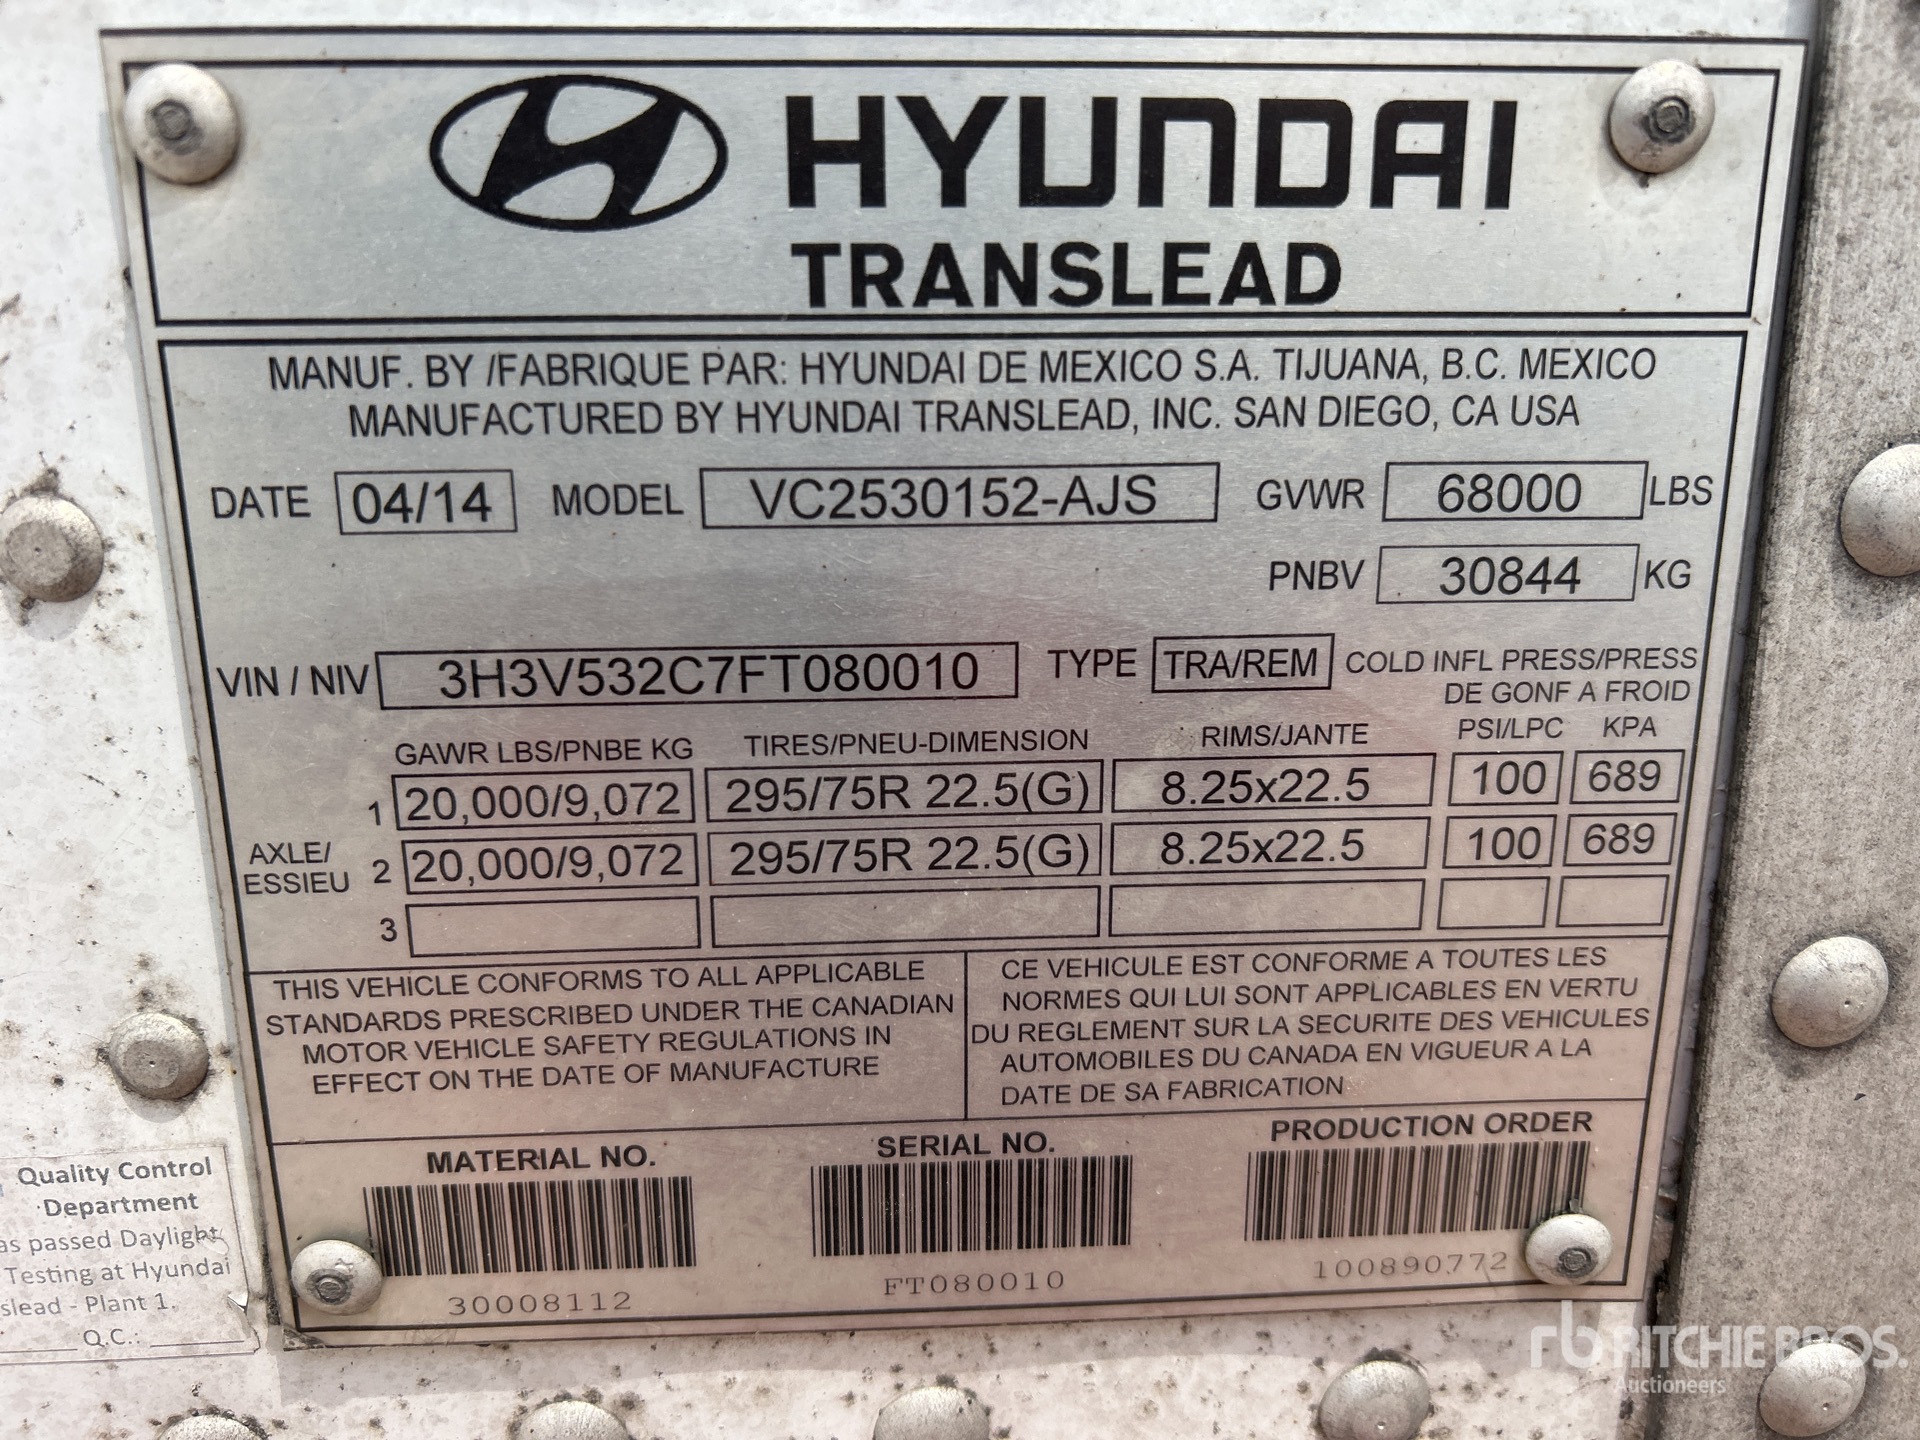 HYUNDAI
TRANSLEAD
MANUF. BY /FABRIQUE PAR: HYUNDAI DE MEXICO S.A. TIJUANA, B.C. MEXICO
MANUFACTURED BY HYUNDAI TRANSLEAD, INC. SAN DIEGO, CA USA
DATE 04/14 MODEL VC2530152-AJS GVWR 68000 LBS
PNBV 30844 KG
VIN / NIV 3H3V532C7FT080010 TYPE TRA/REM COLD INFL PRESS/PRESS
DE GONF A FROID
GAWR LBS/PNBE KG TIRES/PNEU-DIMENSION RIMS/JANTE PSI/LPC KPA
1 20,000/9,072 295/75R 22.5(G) 8.25x22.5 100 689
AXLE/
ESSIEU 2 20,000/9,072 295/75R 22.5(G) 8.25x22.5 100 689
3
THIS VEHICLE CONFORMS TO ALL APPLICABLE
STANDARDS PRESCRIBED UNDER THE CANADIAN
MOTOR VEHICLE SAFETY REGULATIONS IN
EFFECT ON THE DATE OF MANUFACTURE
CE VEHICULE EST CONFORME A TOUTES LES
NORMES QUI LUI SONT APPLICABLES EN VERTU
DU REGLEMENT SUR LA SECURITE DES VEHICULES
AUTOMOBILES DU CANADA EN VIGUEUR A LA
DATE DE SA FABRICATION
MATERIAL NO. SERIAL NO. PRODUCTION ORDER
30008112 FT080010 100890772
Quality Control
Department
as passed Daylight
Testing at Hyundai
slead - Plant 1.
Q.C.:
rb RITCHIE BROS.
Auctioneers